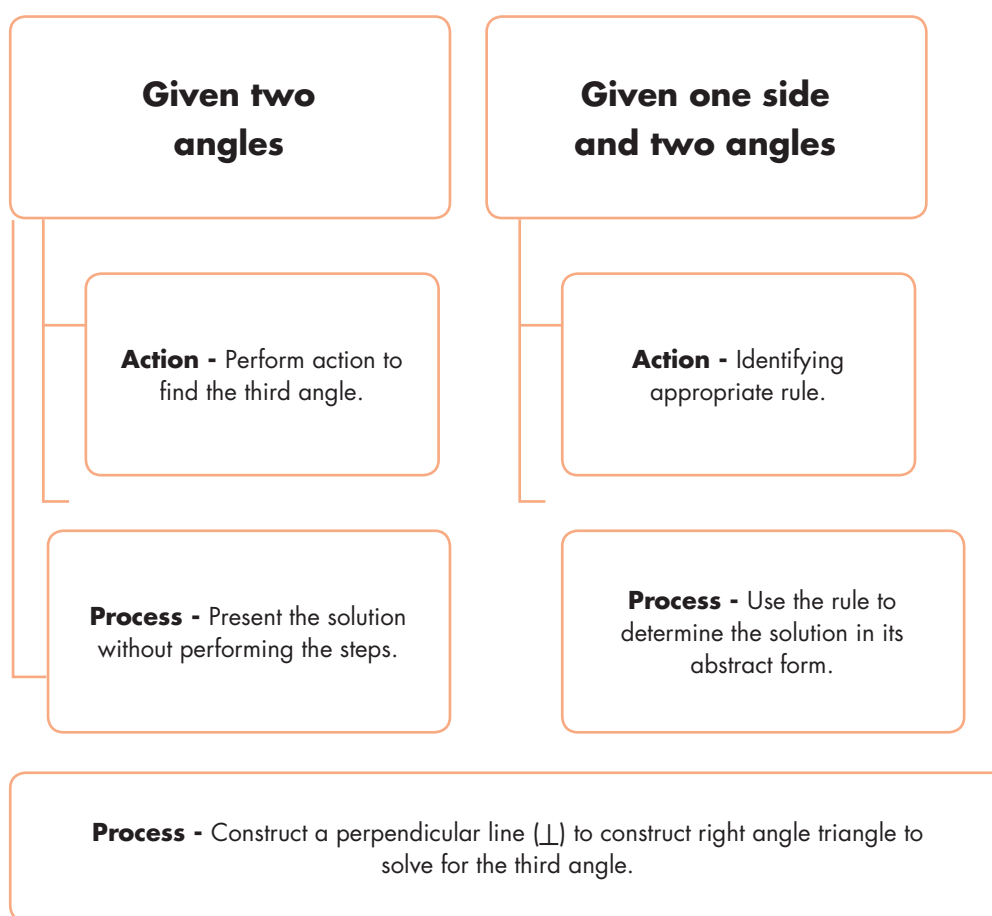 Given two
angles
Given one side
and two angles
Action - Perform action to
find the third angle.
Action - Identifying
appropriate rule.
Process - Present the solution
without performing the steps.
Process - Use the rule to
determine the solution in its
abstract form.
Process - Construct a perpendicular line (⊥) to construct right angle triangle to
solve for the third angle.